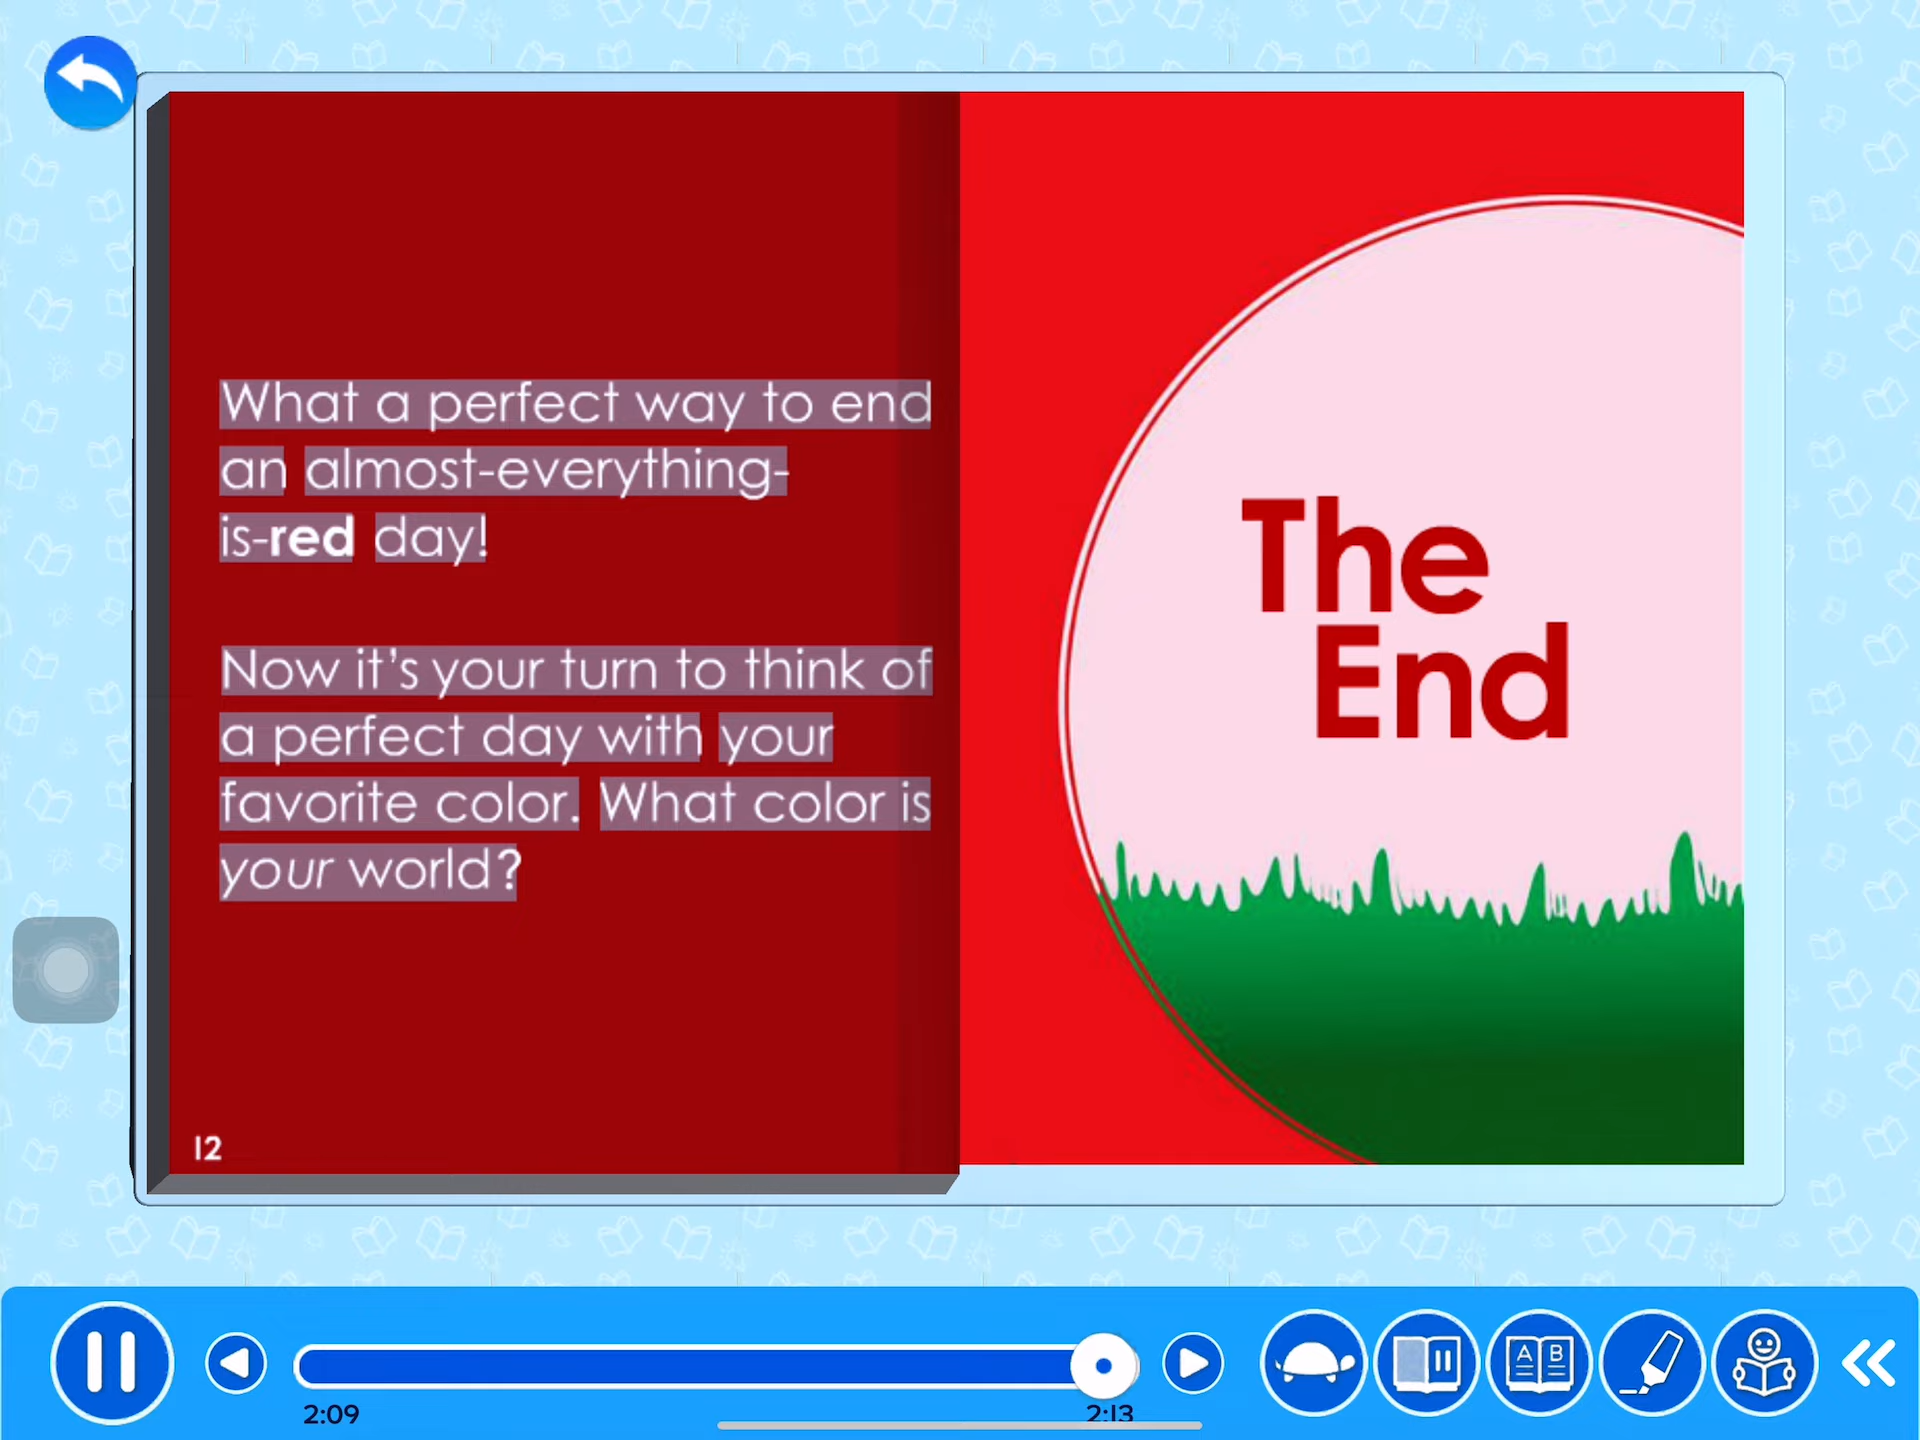 What a perfect way to end
an almost-everything-
is-red day!
Now it's your turn to think of
a perfect day with your
favorite color. What color is
your world?
12
The
End
2:09
2:13
A B